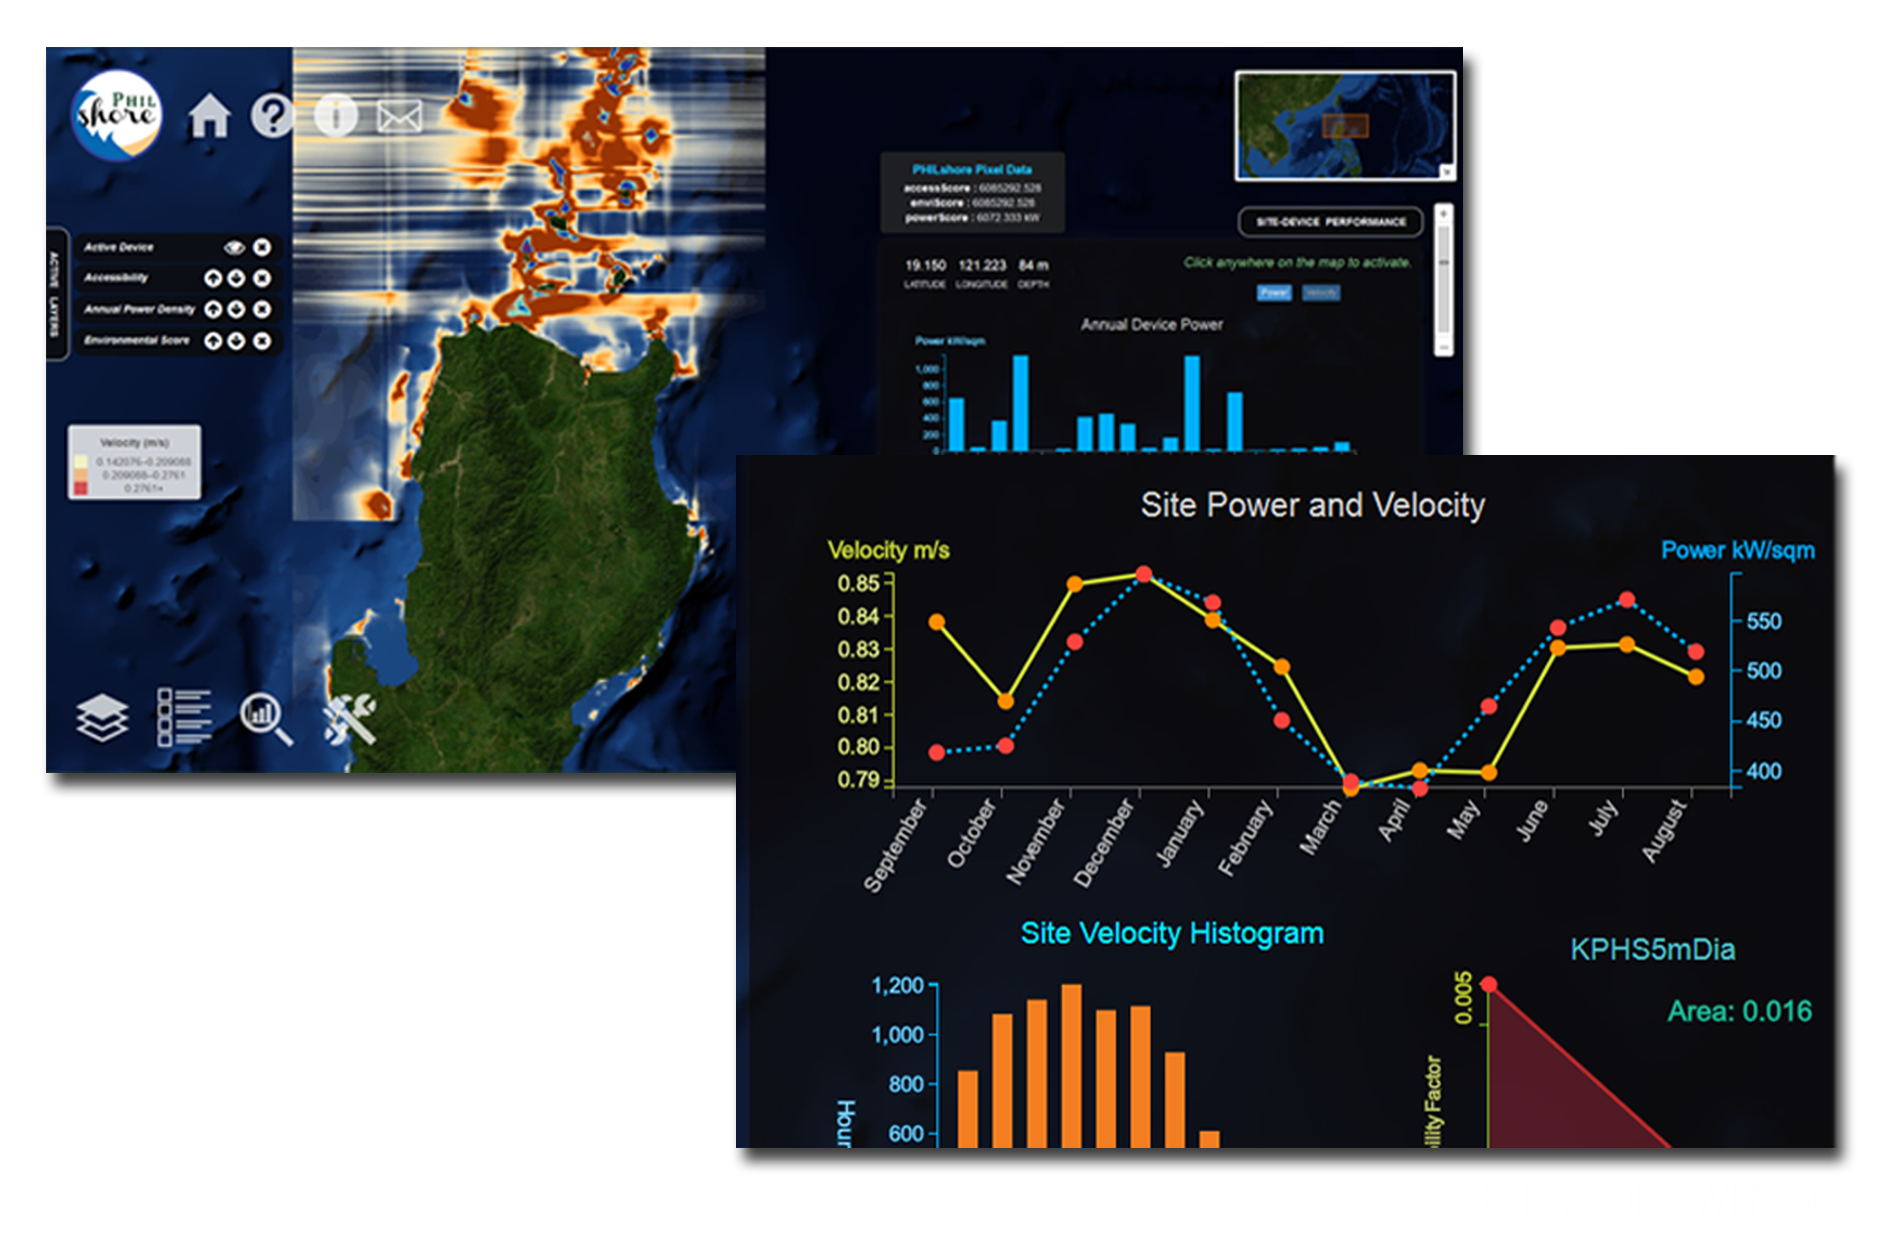 PHIL
shore
ACTIVE LAYERS
Active Device
Accessibility
Annual Power Density
Environmental Score
Velocity (m/s)
0.142076-0.209088
0.209088-0.2761
0.2761+
PHILshore Pixel Data
accessScore : 6085292.528
enviScore : 6085292.528
powerScore : 6072.333 kW
SITE-DEVICE PERFORMANCE
19.150 121.223 84 m
LATITUDE LONGITUDE DEPTH
Click anywhere on the map to activate.
Power Velocity
Annual Device Power
Power kW/sqm
1,000
800
600
400
200
0
Site Power and Velocity
Velocity m/s
Power kW/sqm
0.85
0.84
0.83
0.82
0.81
0.80
0.79
550
500
450
400
September
October
November
December
January
February
March
April
May
June
July
August
Site Velocity Histogram
1,200
1,000
800
600
Hour
KPHS5mDia
Area: 0.016
0.005
ility Factor